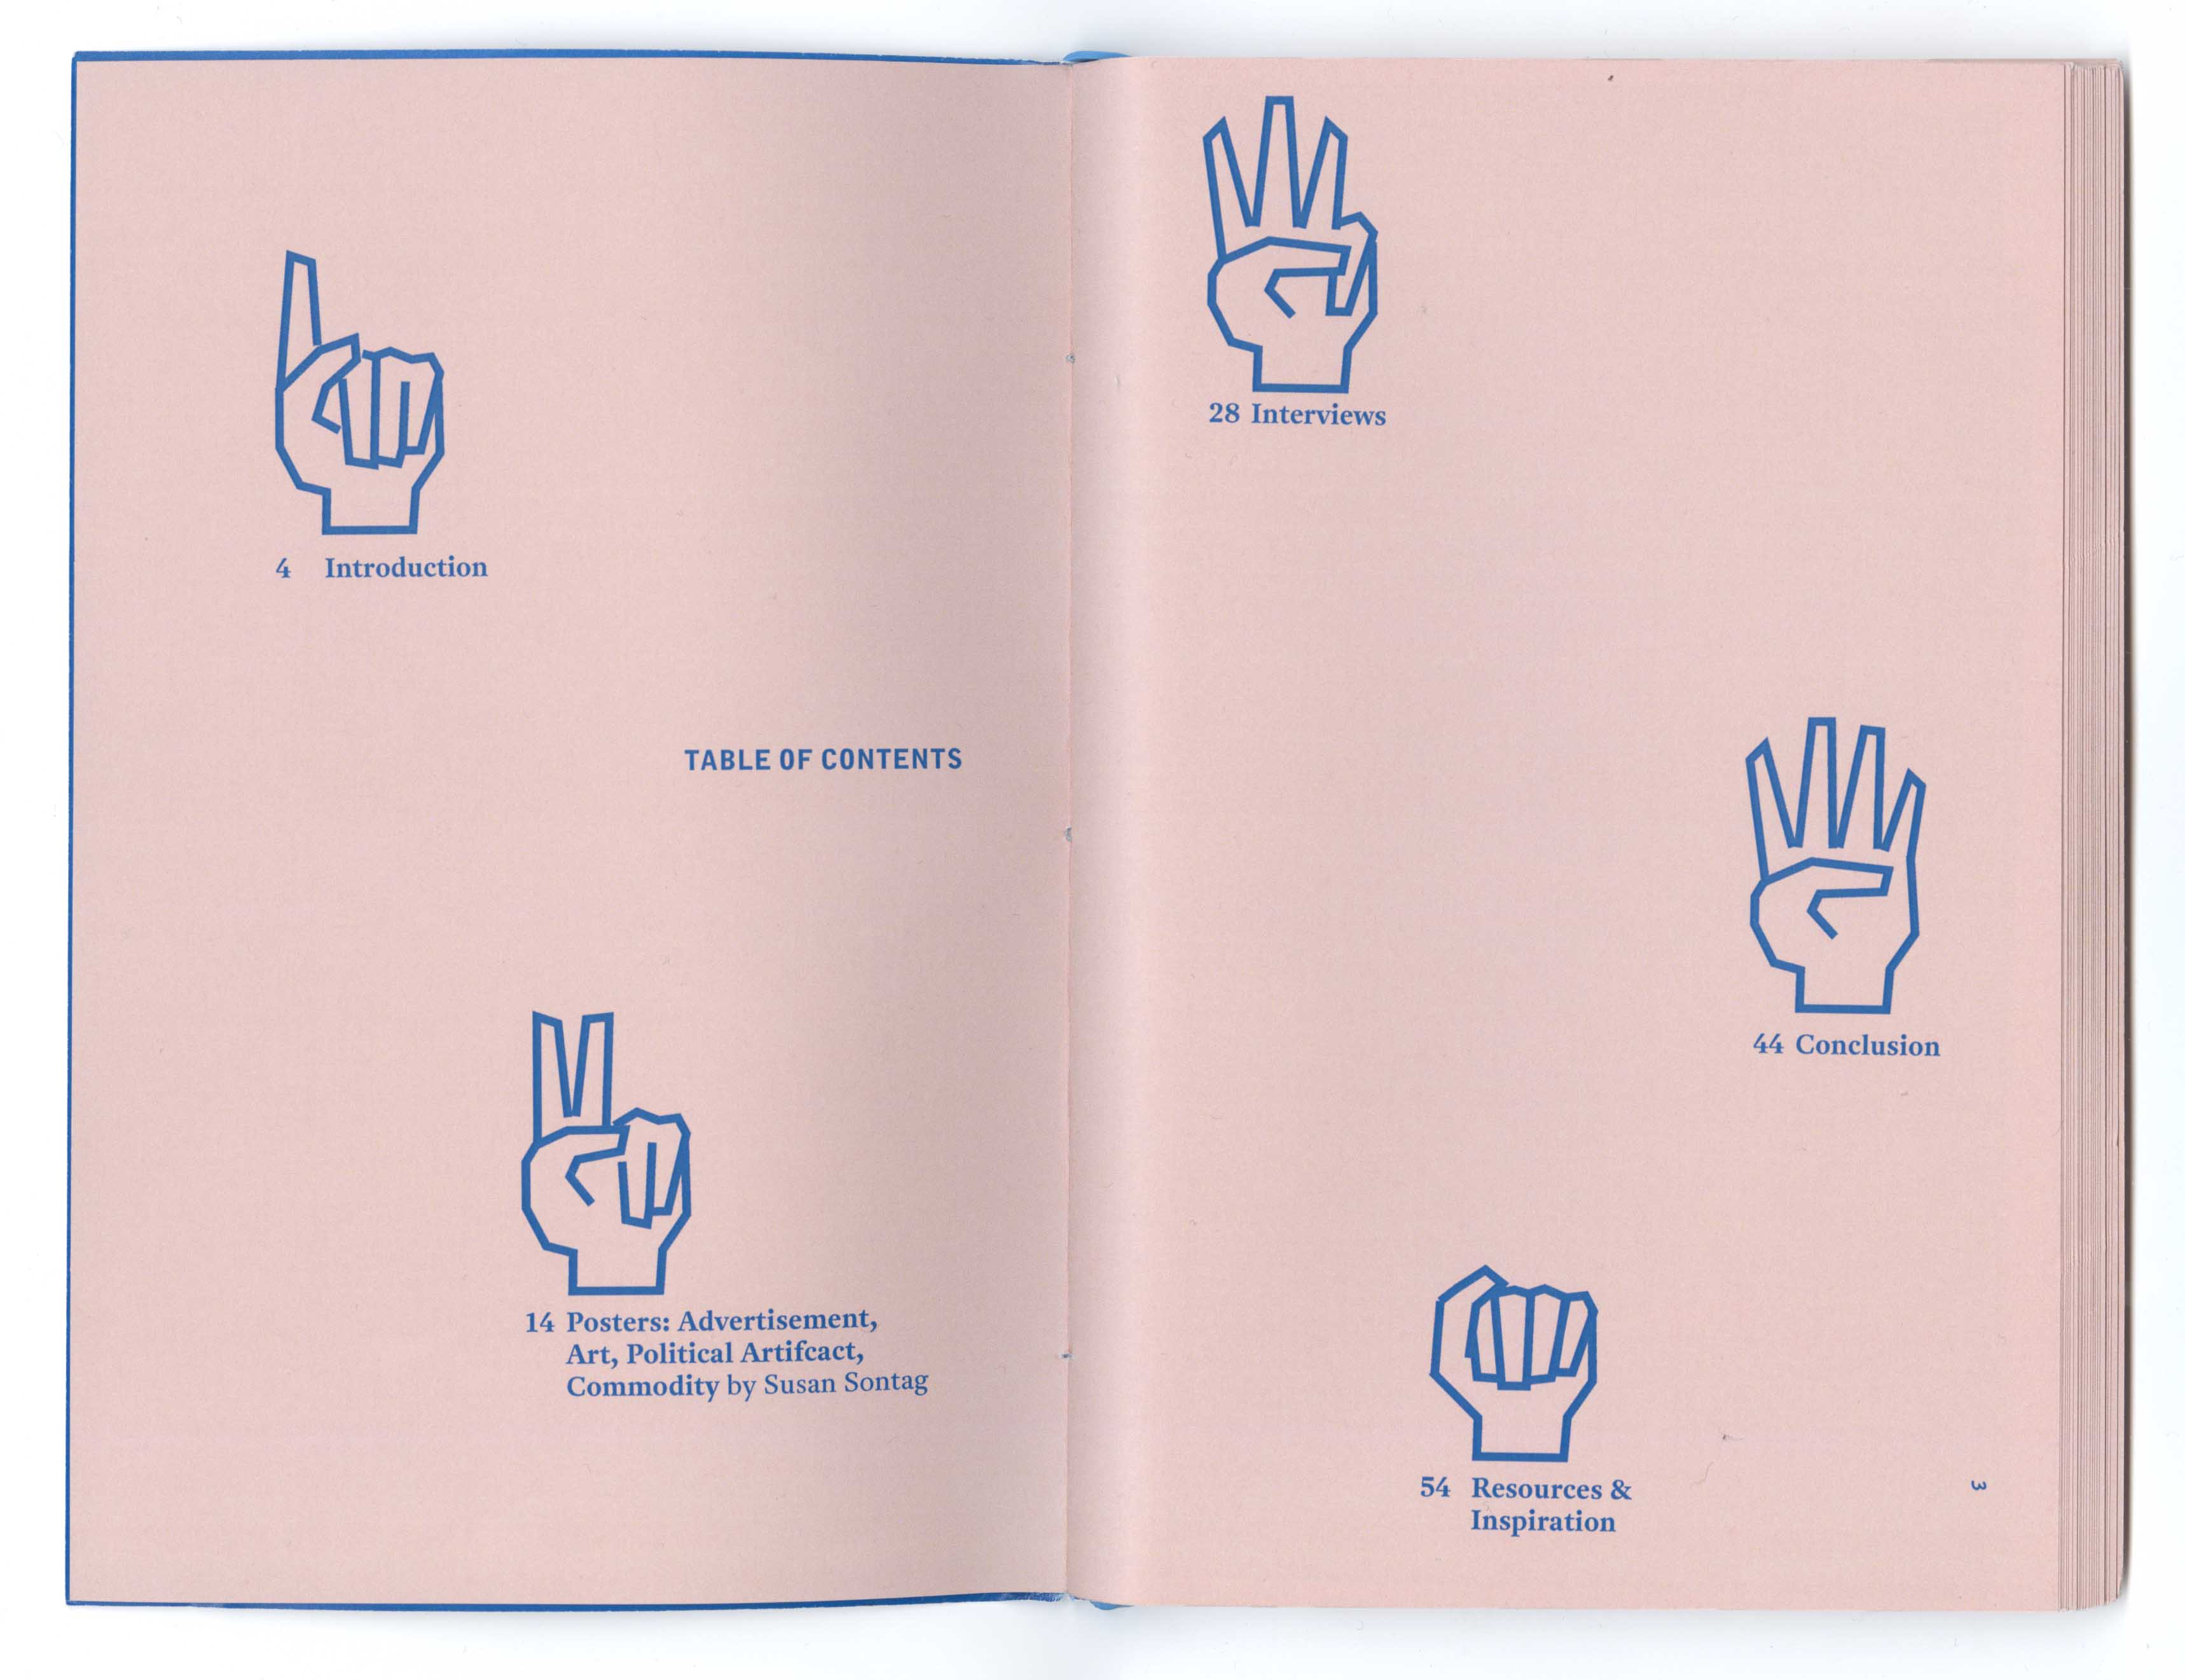 4 Introduction
TABLE OF CONTENTS
14 Posters: Advertisement,
Art, Political Artifcact,
Commodity by Susan Sontag
28 Interviews
44 Conclusion
54 Resources &
Inspiration
3